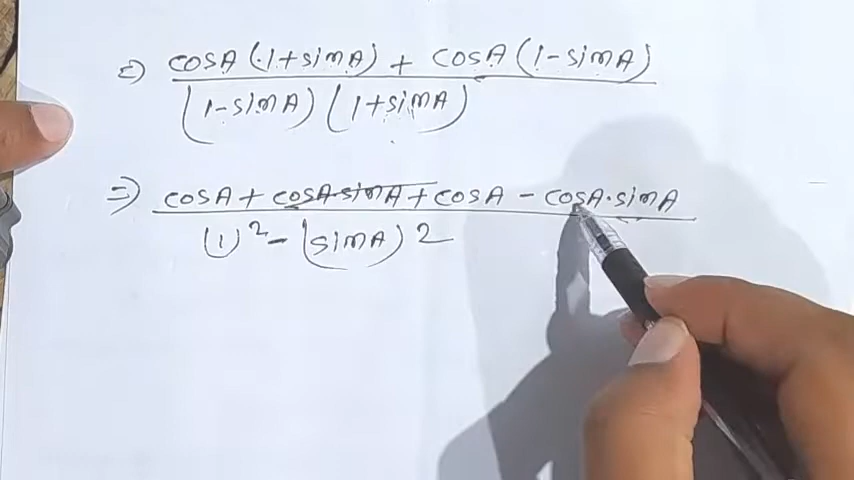 ⇒ cosA (1+sinA) + cosA (1-sinA)
(1-sinA) (1+sinA)
⇒ cosA + cosA·sinA + cosA - cosA·sinA
(1)² - (sinA)²